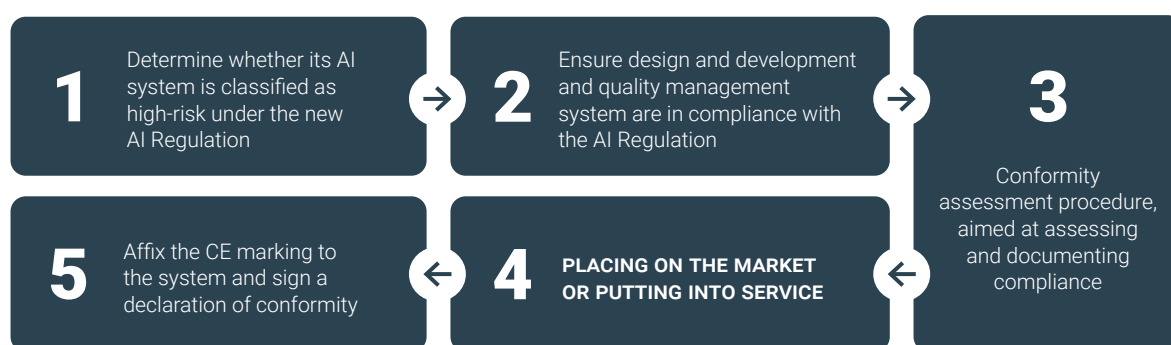 1
Determine whether its AI
system is classified as
high-risk under the new
AI Regulation
2
Ensure design and development
and quality management
system are in compliance with
the AI Regulation
3
Conformity
assessment procedure,
aimed at assessing
and documenting
compliance
4
PLACING ON THE MARKET
OR PUTTING INTO SERVICE
5
Affix the CE marking to
the system and sign a
declaration of conformity